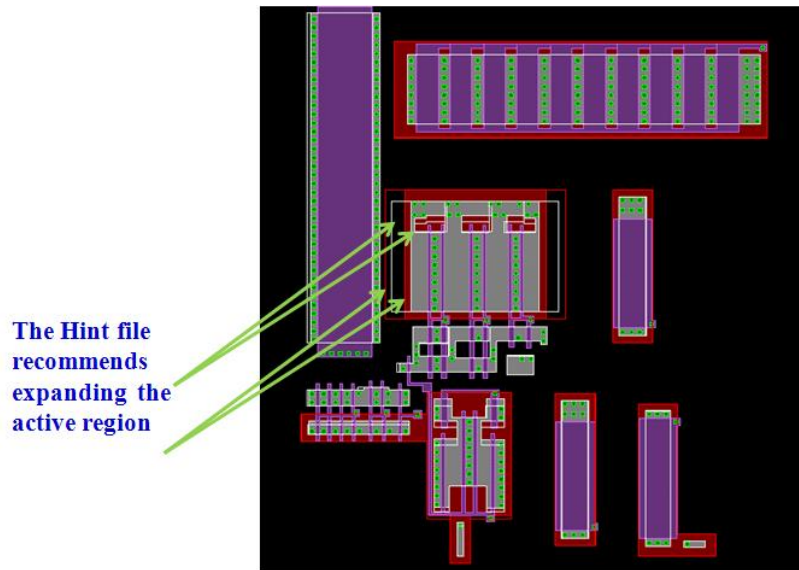 The Hint file
recommends
expanding the
active region